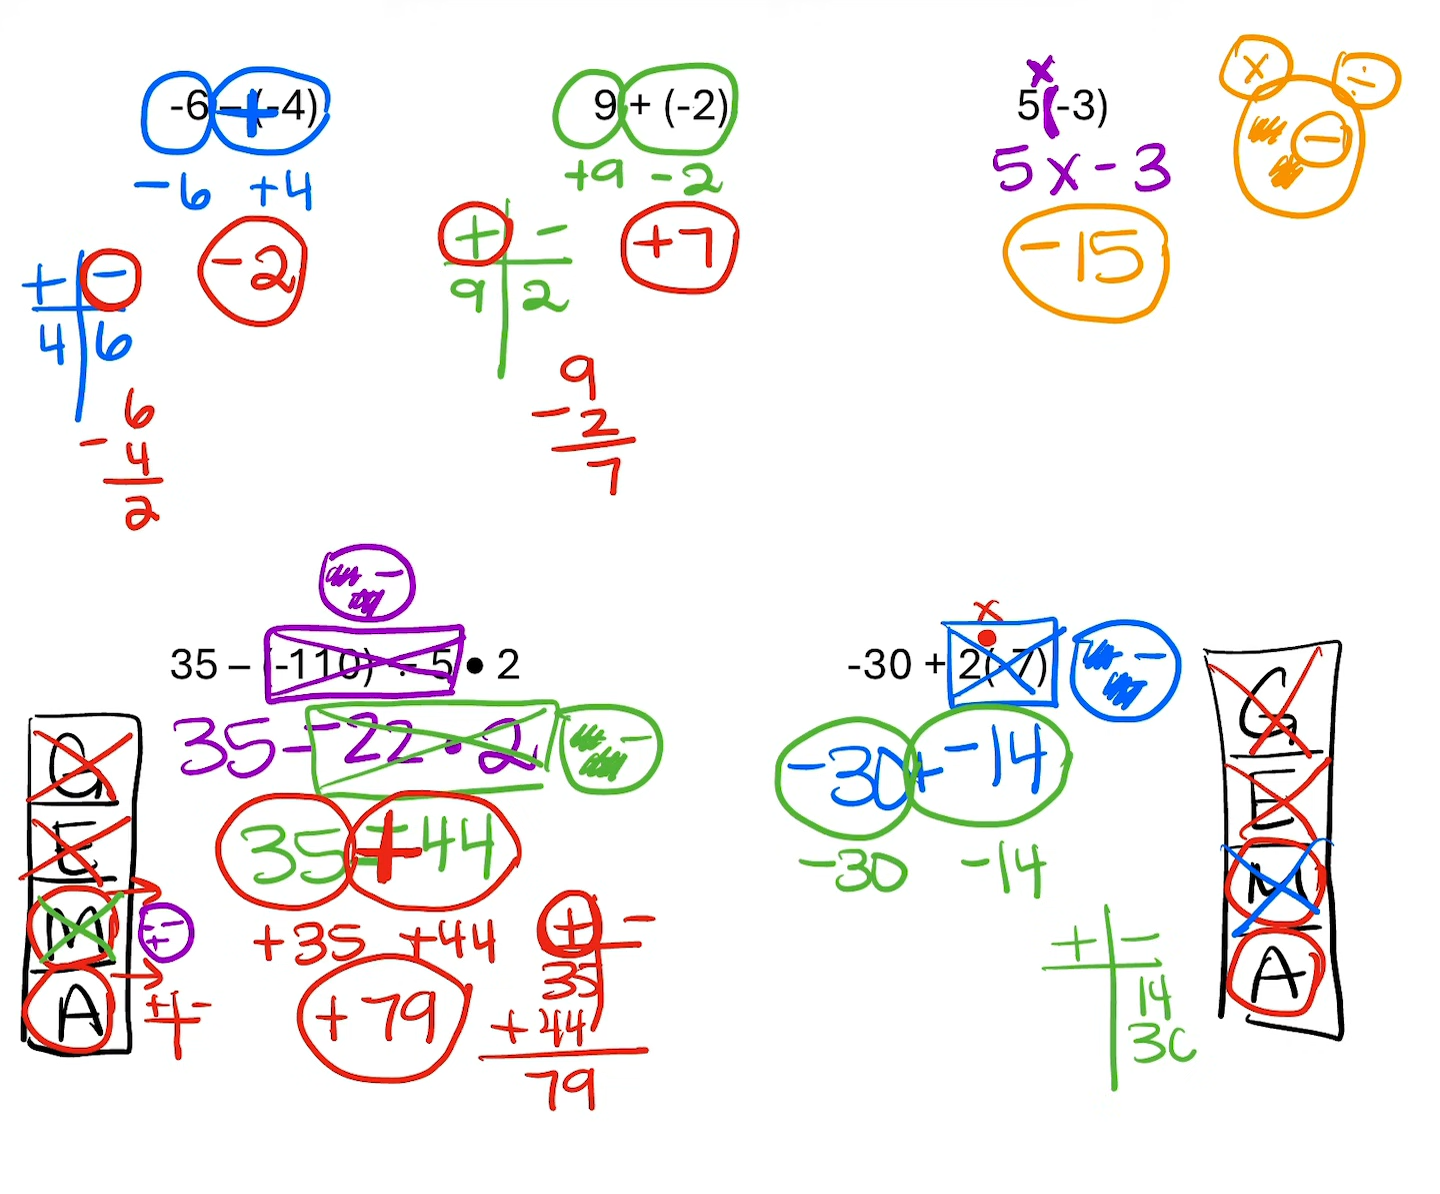 -6 – (-4)
-6 +4
-2
+ -
4 6
6
- 4
2
9 + (-2)
+9 -2
+7
+ -
9 2
9
- 2
7
x
5(-3)
5 x - 3
-15
x ÷
-
-
35 – (-110) ÷ 5 • 2
35 - -22 • 2
-
35 + 44
+35 +44
+79
+ -
35
+ 44
79
G
E
M
A
+ -
x
-30 + 2(-7)
-
-30 + -14
-30 -14
+ -
14
30
G
E
M
A